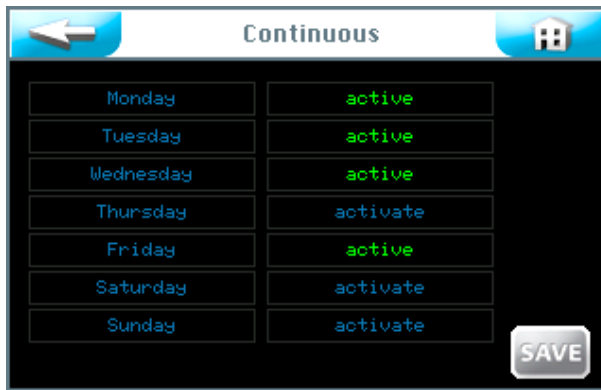 Continuous
Monday active
Tuesday active
Wednesday active
Thursday activate
Friday active
Saturday activate
Sunday activate
SAVE